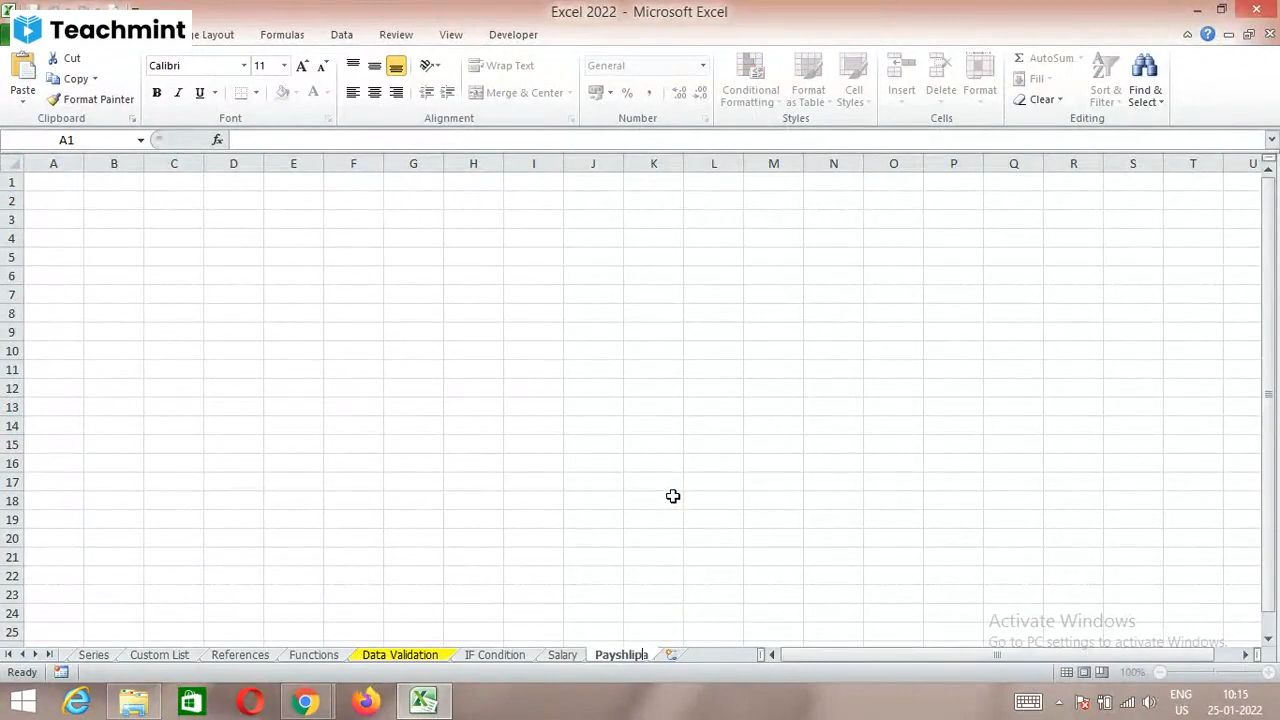 Excel 2022 - Microsoft Excel
Teachmint
Page Layout Formulas Data Review View Developer
Cut
Copy
Format Painter
Paste
Clipboard
Calibri 11
B I U
Font
Wrap Text
Merge & Center
Alignment
General
%
Number
Conditional Formatting
Format as Table
Cell Styles
Styles
Insert Delete Format
Cells
AutoSum
Fill
Clear
Sort & Filter
Find & Select
Editing
A1 fx
A B C D E F G H I J K L M N O P Q R S T U
1
2
3
4
5
6
7
8
9
10
11
12
13
14
15
16
17
18
19
20
21
22
23
24
25
Activate Windows
Go to PC settings to activate Windows.
Series Custom List References Functions Data Validation IF Condition Salary Payshlipa
Ready 100%
ENG 10:15
US 25-01-2022